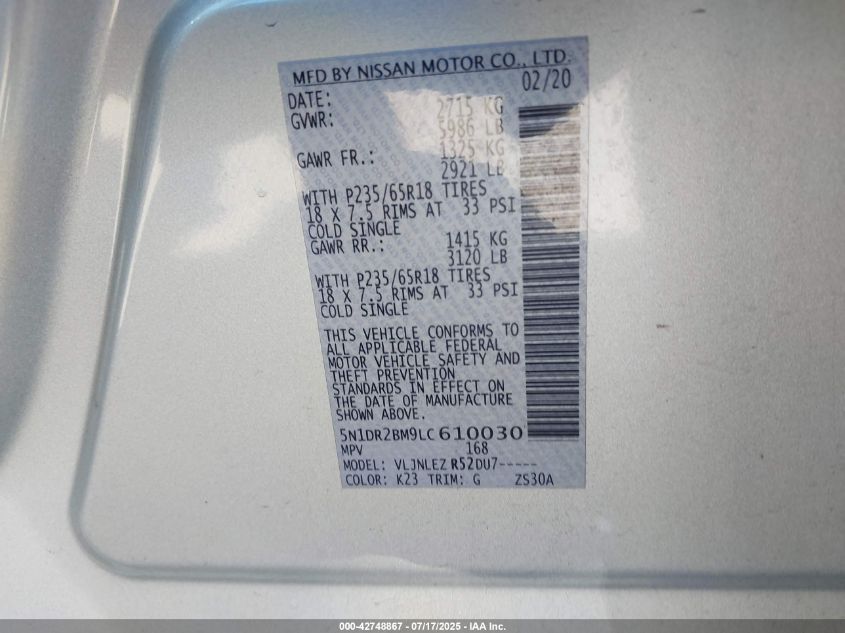 MFD BY NISSAN MOTOR CO., LTD.
DATE: 02/20
GVWR: 2715 KG
5986 LB
GAWR FR.: 1325 KG
2921 LB
WITH P235/65R18 TIRES
18 X 7.5 RIMS AT 33 PSI
COLD SINGLE
GAWR RR.: 1415 KG
3120 LB
WITH P235/65R18 TIRES
18 X 7.5 RIMS AT 33 PSI
COLD SINGLE
THIS VEHICLE CONFORMS TO
ALL APPLICABLE FEDERAL
MOTOR VEHICLE SAFETY AND
THEFT PREVENTION
STANDARDS IN EFFECT ON
THE DATE OF MANUFACTURE
SHOWN ABOVE.
5N1DR2BM9LC610030
MPV 168
MODEL: VLJNLEZ R52DU7-----
COLOR: K23 TRIM: G ZS30A
000-42748867 - 07/17/2025 - IAA Inc.